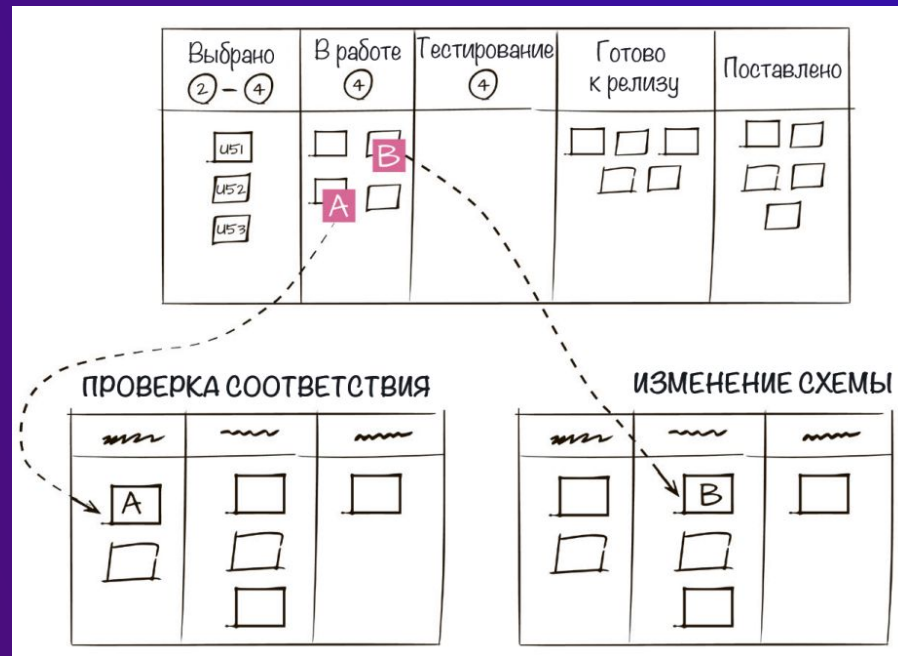 Выбрано
2 – 4
В работе
4
Тестирование
4
Готово
к релизу
Поставлено
U51
U52
U53
B
A
ПРОВЕРКА СООТВЕТСТВИЯ
A
ИЗМЕНЕНИЕ СХЕМЫ
B